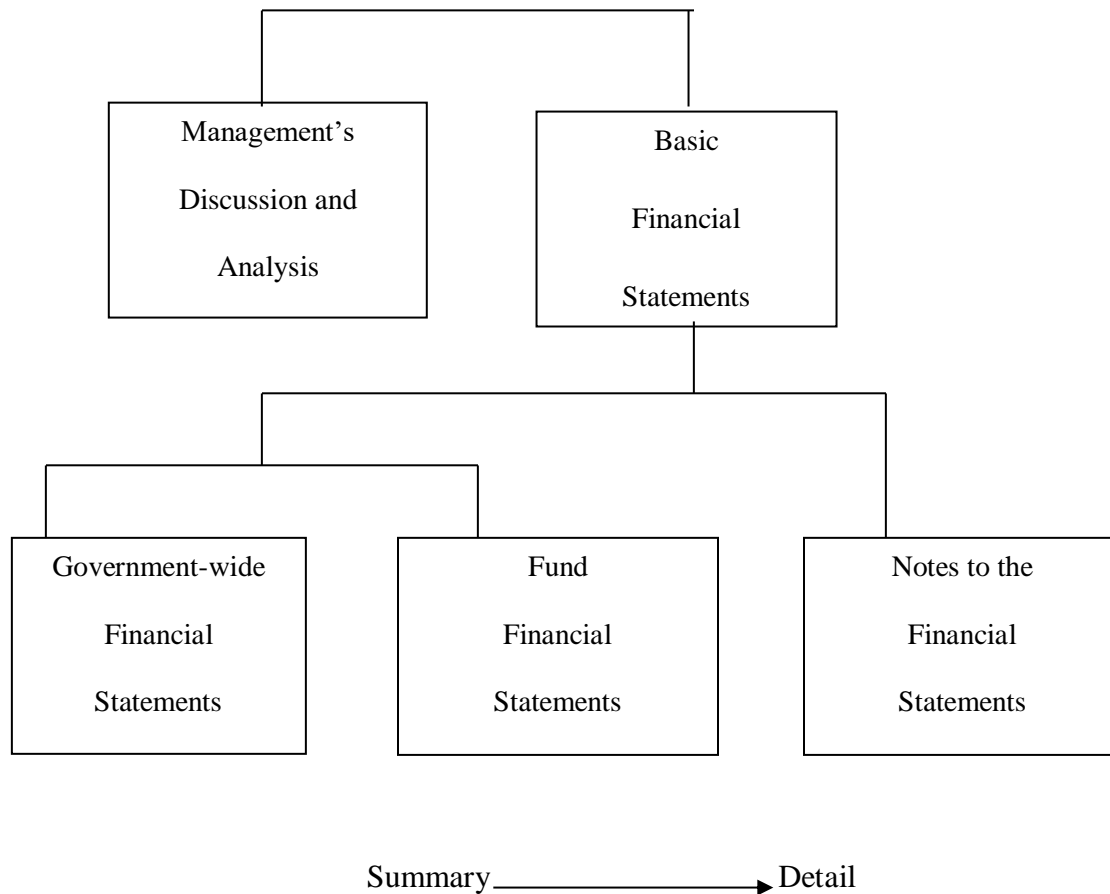 Management’s
Discussion and
Analysis
Basic
Financial
Statements
Government-wide
Financial
Statements
Fund
Financial
Statements
Notes to the
Financial
Statements
Summary Detail